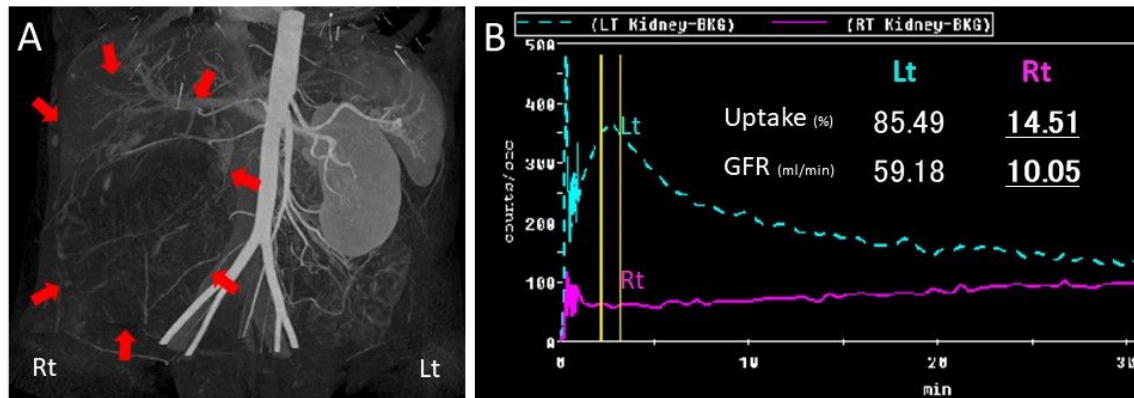 A
Rt
Lt
B
(LT Kidney-BKG) (RT Kidney-BKG)
500
400
300
200
100
0
counts/sec
Lt
Rt
Lt Rt
Uptake (%) 85.49 14.51
GFR (ml/min) 59.18 10.05
0 10 20 30
min